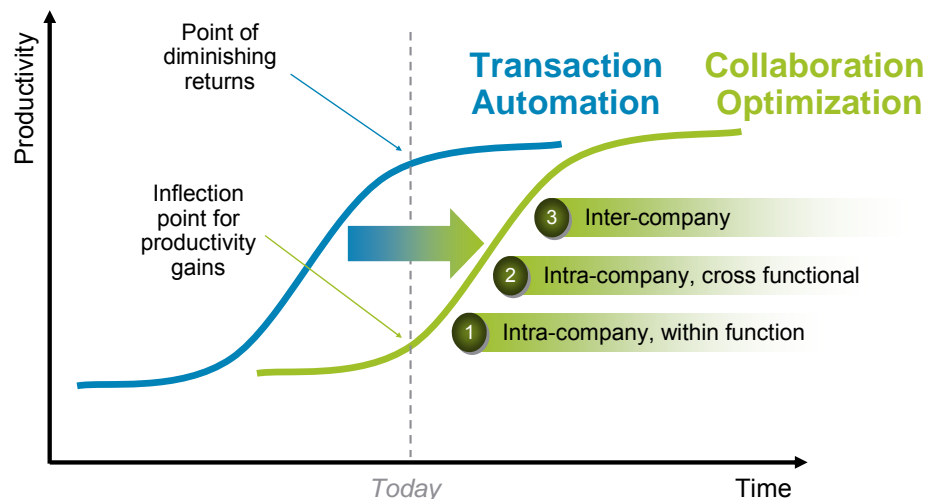 Productivity
Point of
diminishing
returns
Transaction
Automation
Collaboration
Optimization
Inflection
point for
productivity
gains
3 Inter-company
2 Intra-company, cross functional
1 Intra-company, within function
Today
Time